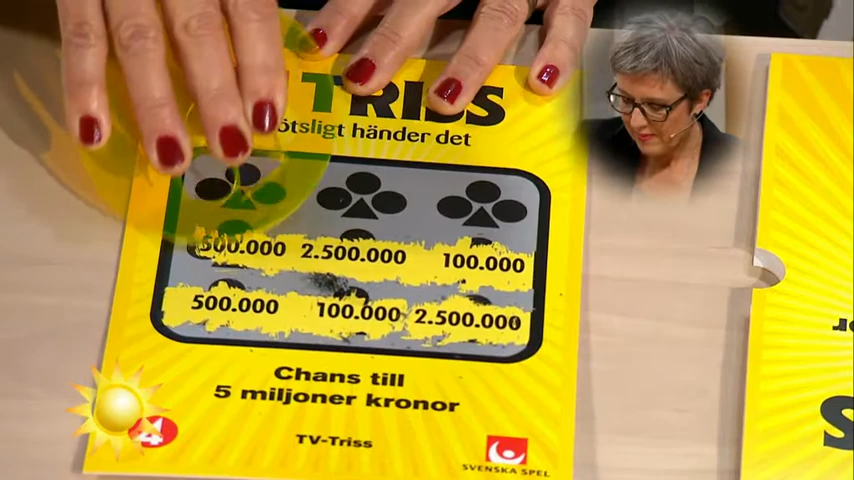 TRISS
ötsligt händer det
500.000 2.500.000 100.000
500.000 100.000 2.500.000
Chans till
5 miljoner kronor
TV-Triss
SVENSKA SPEL
4